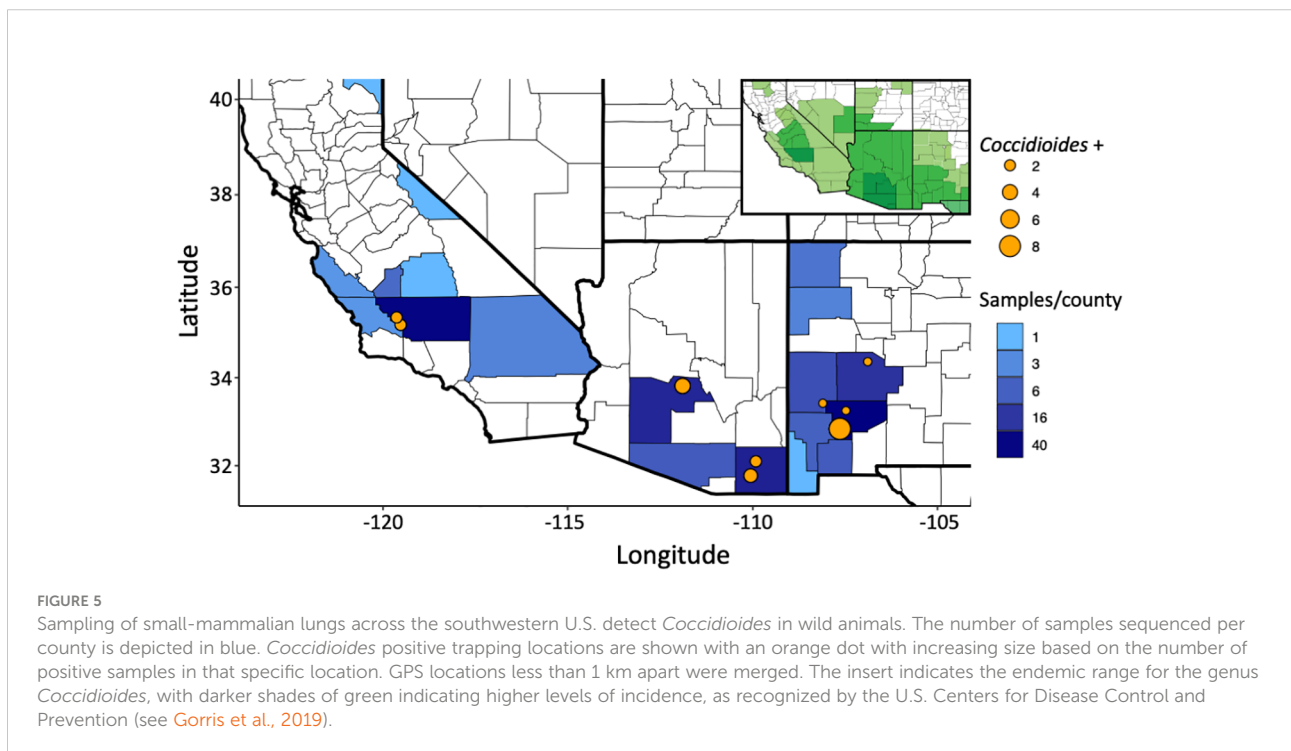 40
38
36
34
32
Latitude
-120
-115
-110
-105
Longitude
Coccidioides +
2
4
6
8
Samples/county
1
3
6
16
40
FIGURE 5
Sampling of small-mammalian lungs across the southwestern U.S. detect Coccidioides in wild animals. The number of samples sequenced per
county is depicted in blue. Coccidioides positive trapping locations are shown with an orange dot with increasing size based on the number of
positive samples in that specific location. GPS locations less than 1 km apart were merged. The insert indicates the endemic range for the genus
Coccidioides, with darker shades of green indicating higher levels of incidence, as recognized by the U.S. Centers for Disease Control and
Prevention (see Gorris et al., 2019).